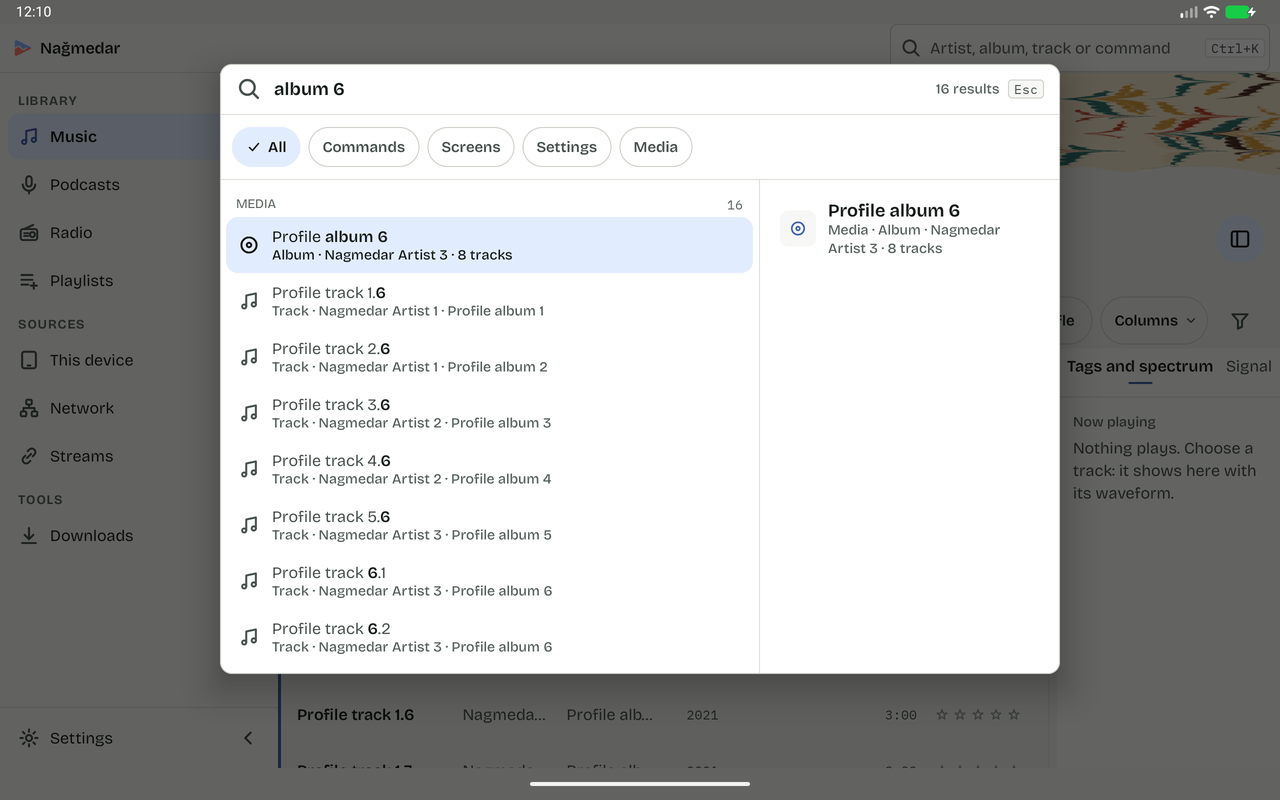 12:10
Nağmedar
Artist, album, track or command
Ctrl+K
album 6
16 results
Esc
All
Commands
Screens
Settings
Media
LIBRARY
Music
Podcasts
Radio
Playlists
SOURCES
This device
Network
Streams
TOOLS
Downloads
Settings
MEDIA
16
Profile album 6
Album · Nagmedar Artist 3 · 8 tracks
Profile track 1.6
Track · Nagmedar Artist 1 · Profile album 1
Profile track 2.6
Track · Nagmedar Artist 1 · Profile album 2
Profile track 3.6
Track · Nagmedar Artist 2 · Profile album 3
Profile track 4.6
Track · Nagmedar Artist 2 · Profile album 4
Profile track 5.6
Track · Nagmedar Artist 3 · Profile album 5
Profile track 6.1
Track · Nagmedar Artist 3 · Profile album 6
Profile track 6.2
Track · Nagmedar Artist 3 · Profile album 6
Profile album 6
Media · Album · Nagmedar
Artist 3 · 8 tracks
Columns
Tags and spectrum
Signal
Now playing
Nothing plays. Choose a
track: it shows here with
its waveform.
Profile track 1.6
Nagmeda...
Profile alb...
2021
3:00